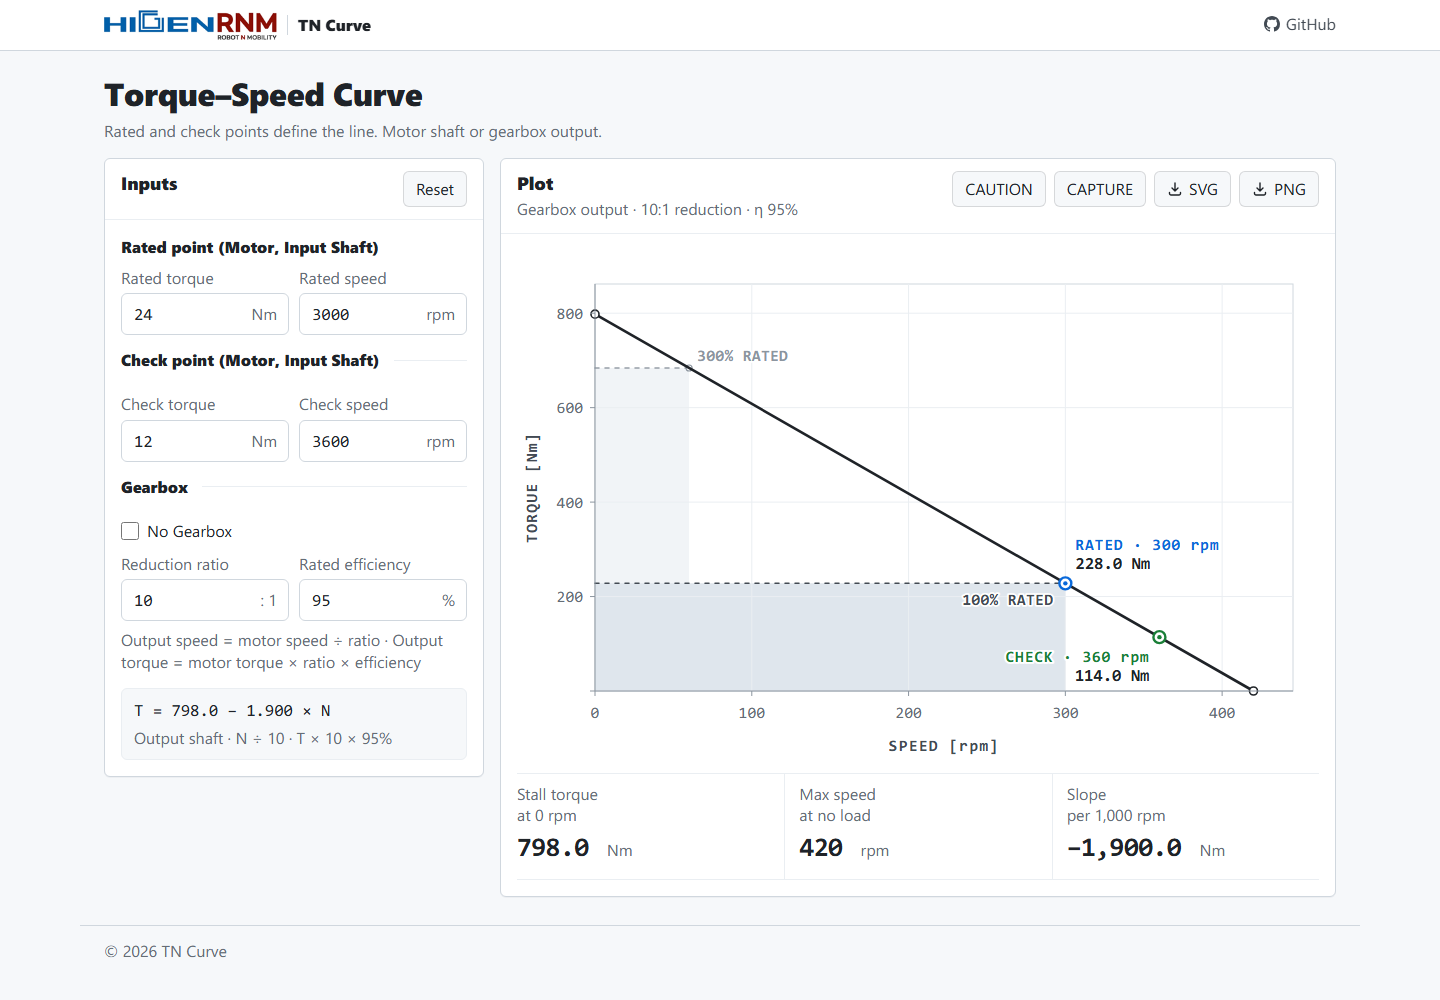 HIGENRNM
ROBOT N MOBILITY
TN Curve
GitHub
Torque–Speed Curve
Rated and check points define the line. Motor shaft or gearbox output.
Inputs
Reset
Rated point (Motor, Input Shaft)
Rated torque
Rated speed
24 Nm
3000 rpm
Check point (Motor, Input Shaft)
Check torque
Check speed
12 Nm
3600 rpm
Gearbox
No Gearbox
Reduction ratio
Rated efficiency
10 : 1
95 %
Output speed = motor speed ÷ ratio · Output
torque = motor torque × ratio × efficiency
T = 798.0 − 1.900 × N
Output shaft · N ÷ 10 · T × 10 × 95%
Plot
Gearbox output · 10:1 reduction · η 95%
CAUTION
CAPTURE
SVG
PNG
800
600
400
200
TORQUE [Nm]
300% RATED
RATED · 300 rpm
228.0 Nm
100% RATED
CHECK · 360 rpm
114.0 Nm
0
100
200
300
400
SPEED [rpm]
Stall torque
at 0 rpm
798.0 Nm
Max speed
at no load
420 rpm
Slope
per 1,000 rpm
−1,900.0 Nm
© 2026 TN Curve